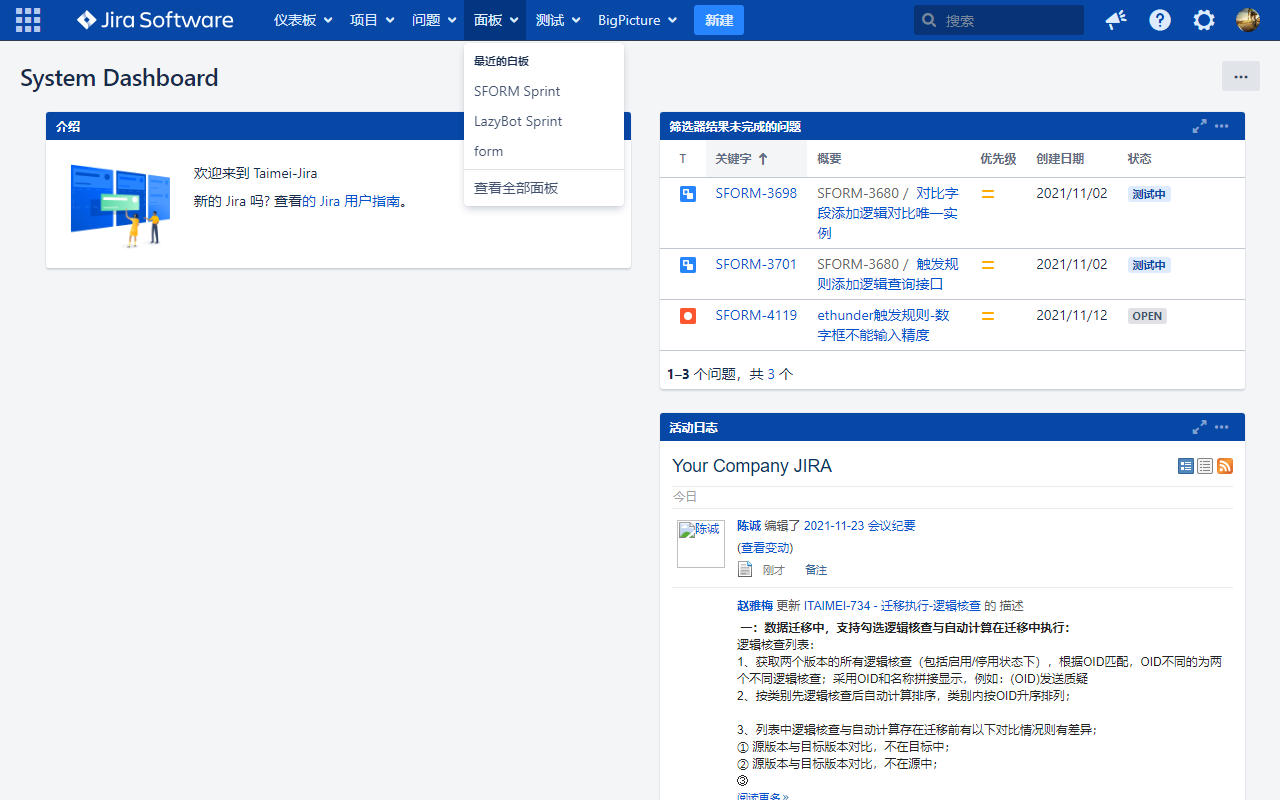 Jira Software
仪表板
项目
问题
面板
测试
BigPicture
新建
搜索
最近的白板
SFORM Sprint
LazyBot Sprint
form
查看全部面板
System Dashboard
介绍
欢迎来到 Taimei-Jira
新的 Jira 吗? 查看的 Jira 用户指南。
筛选器结果未完成的问题
T 关键字 概要 优先级 创建日期 状态
SFORM-3698 SFORM-3680 / 对比字 2021/11/02 测试中
段添加逻辑对比唯一实
例
SFORM-3701 SFORM-3680 / 触发规 2021/11/02 测试中
则添加逻辑查询接口
SFORM-4119 ethunder触发规则-数 2021/11/12 OPEN
字框不能输入精度
1–3 个问题，共 3 个
活动日志
Your Company JIRA
今日
陈诚
陈诚 编辑了 2021-11-23 会议纪要
(查看变动)
刚才 备注
赵雅梅 更新 ITAIMEI-734 - 迁移执行-逻辑核查 的 描述
一：数据迁移中，支持勾选逻辑核查与自动计算在迁移中执行：
逻辑核查列表：
1、获取两个版本的所有逻辑核查（包括启用/停用状态下），根据OID匹配，OID不同的为两
个不同逻辑核查；采用OID和名称拼接显示，例如：(OID)发送质疑
2、按类别先逻辑核查后自动计算排序，类别内按OID升序排列；
3、列表中逻辑核查与自动计算存在迁移前有以下对比情况则有差异；
① 源版本与目标版本对比，不在目标中；
② 源版本与目标版本对比，不在源中；
③
阅读更多 »